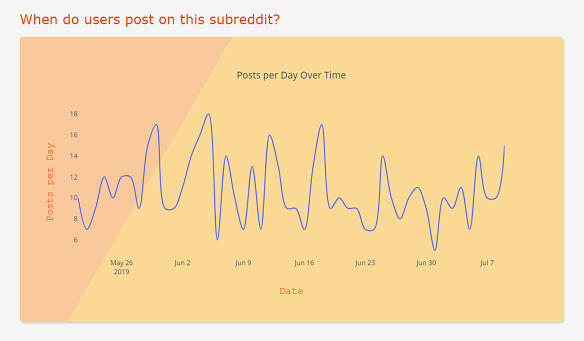 When do users post on this subreddit?
Posts per Day Over Time
Posts per Day
18
16
14
12
10
8
6
May 26
2019
Jun 2
Jun 9
Jun 16
Jun 23
Jun 30
Jul 7
Date